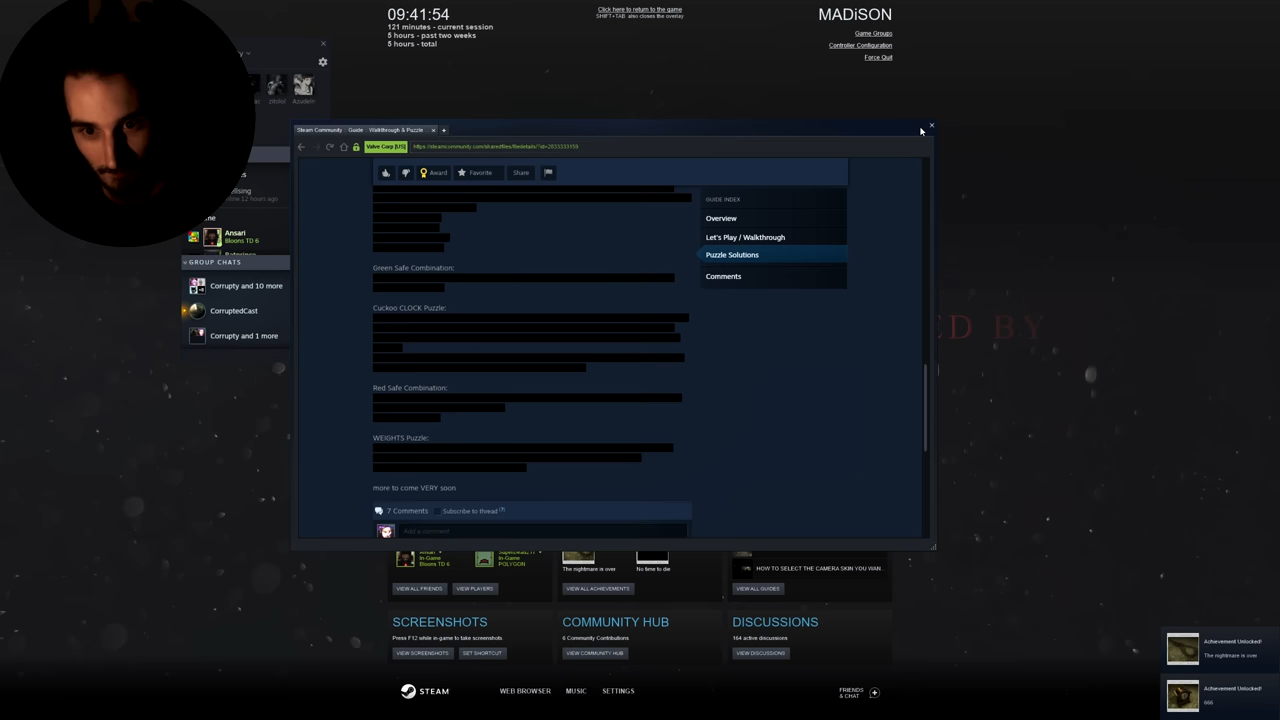 09:41:54
121 minutes - current session
5 hours - past two weeks
5 hours - total
Click here to return to the game
SHIFT+TAB also closes the overlay
MADiSON
Game Groups
Controller Configuration
Force Quit
zitolol
Azudein
Steam Community
Guide
Walkthrough & Puzzle
Valve Corp [US]
Award
Favorite
Share
GUIDE INDEX
Overview
Let's Play / Walkthrough
Puzzle Solutions
Comments
Green Safe Combination:
Cuckoo CLOCK Puzzle:
Red Safe Combination:
WEIGHTS Puzzle:
more to come VERY soon
7 Comments
Subscribe to thread (?)
Add a comment
Ansari
Bloons TD 6
GROUP CHATS
Corrupty and 10 more
CorruptedCast
Corrupty and 1 more
ED BY
In-Game
Bloons TD 6
In-Game
POLYGON
The nightmare is over
No time to die
HOW TO SELECT THE CAMERA SKIN YOU WAN...
VIEW ALL FRIENDS
VIEW PLAYERS
VIEW ALL ACHIEVEMENTS
VIEW ALL GUIDES
SCREENSHOTS
Press F12 while in-game to take screenshots
VIEW SCREENSHOTS
SET SHORTCUT
COMMUNITY HUB
6 Community Contributions
VIEW COMMUNITY HUB
DISCUSSIONS
164 active discussions
VIEW DISCUSSIONS
STEAM
WEB BROWSER
MUSIC
SETTINGS
FRIENDS
& CHAT
Achievement Unlocked!
The nightmare is over
Achievement Unlocked!
666